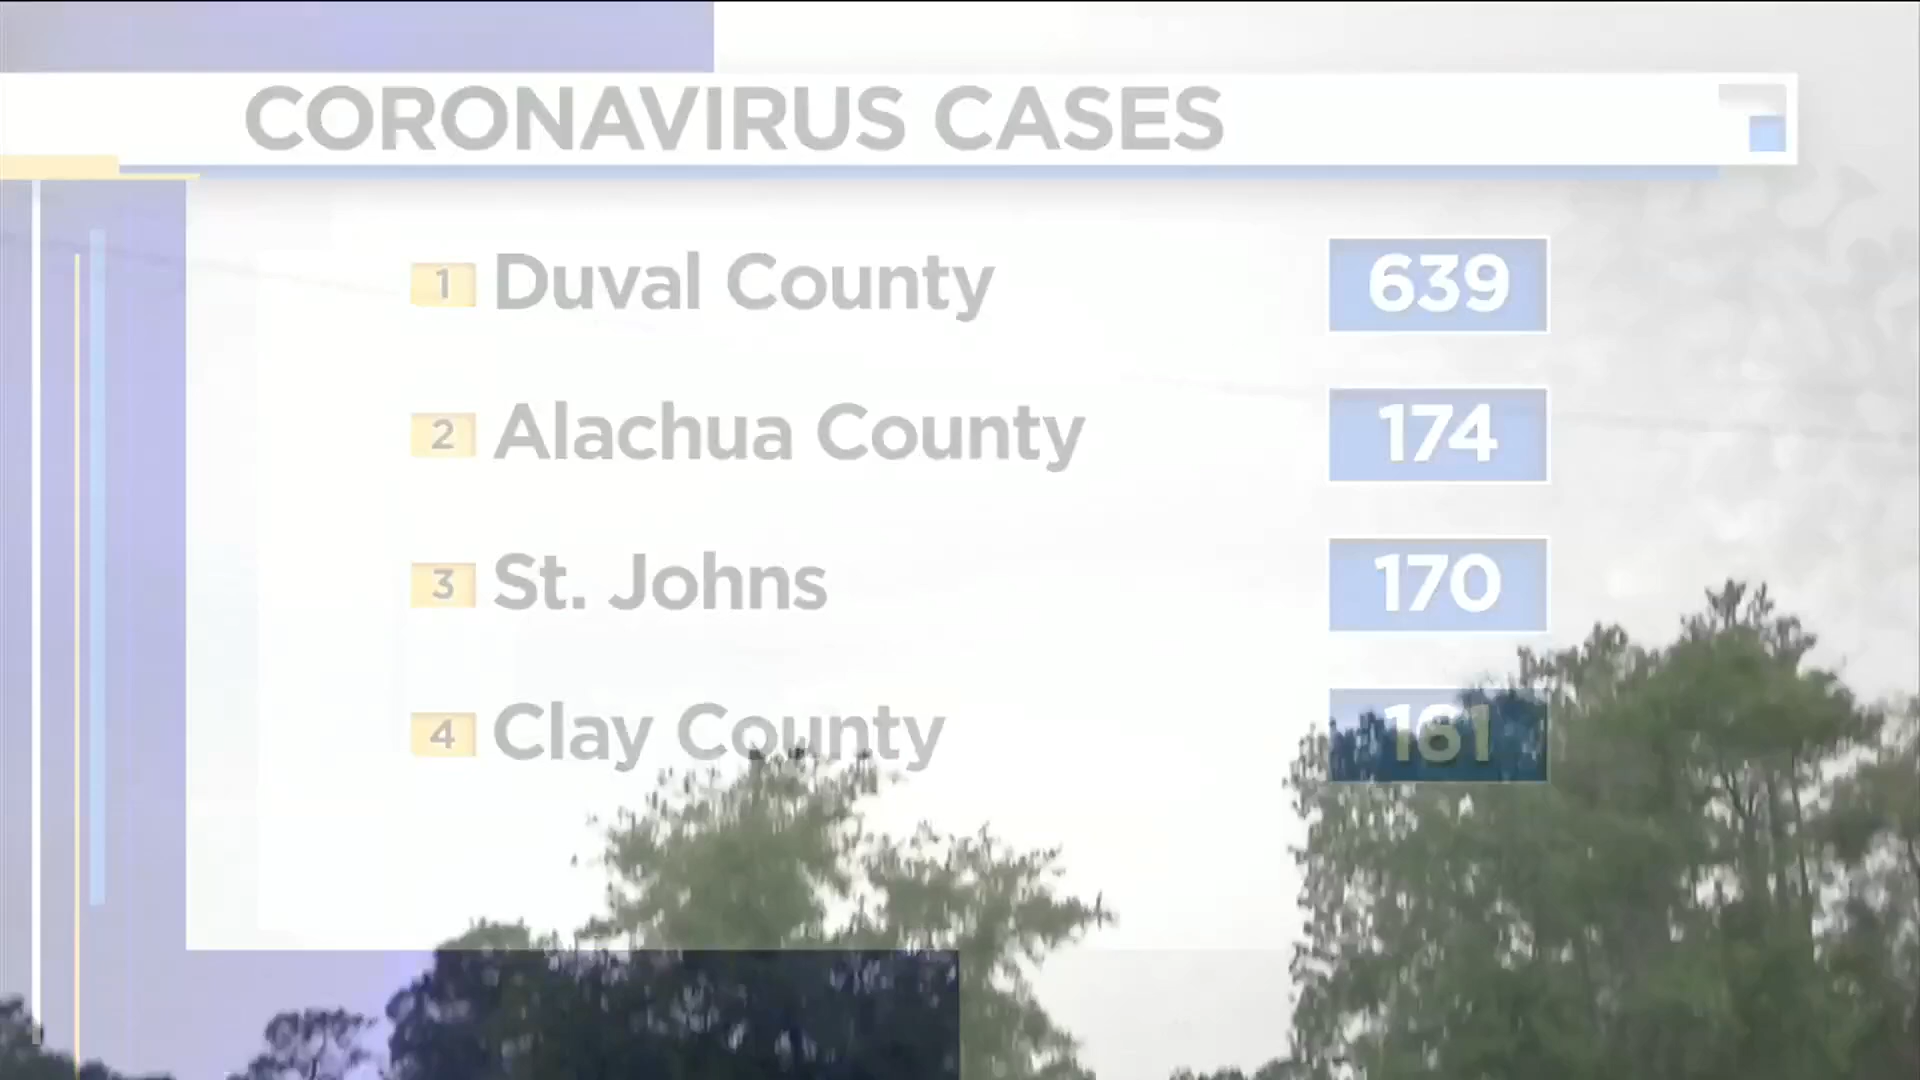 CORONAVIRUS CASES
1 Duval County 639
2 Alachua County 174
3 St. Johns 170
4 Clay County 161